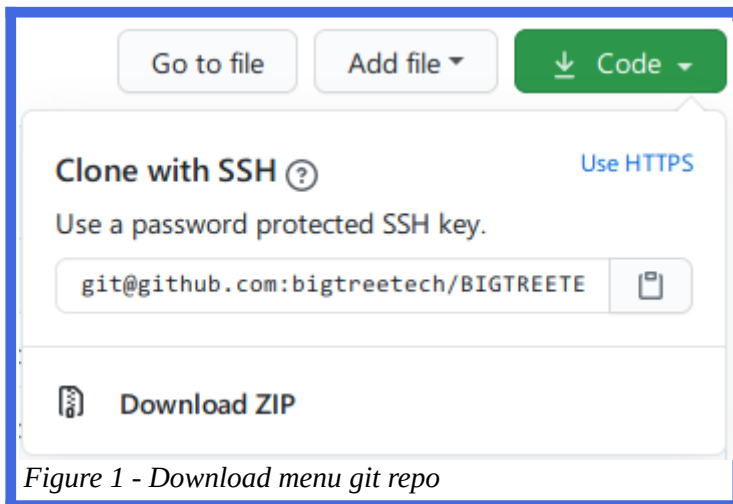 Go to file Add file Code
Clone with SSH ? Use HTTPS
Use a password protected SSH key.
git@github.com:bigtreetech/BIGTREETE
Download ZIP
Figure 1 - Download menu git repo